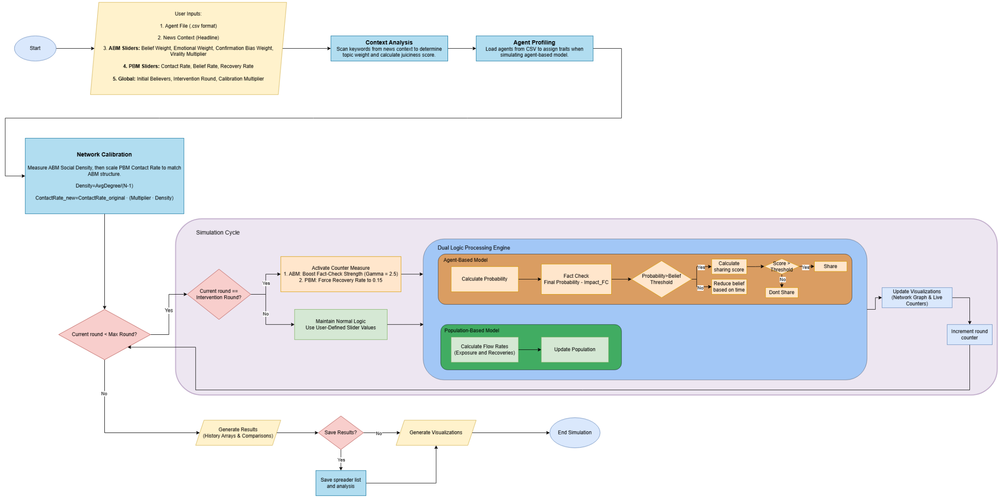 Start
User Inputs:
1. Agent File (.csv format)
2. News Context (Headline)
3. ABM Sliders: Belief Weight, Emotional Weight, Confirmation Bias Weight,
Virality Multiplier
4. PBM Sliders: Contact Rate, Belief Rate, Recovery Rate
5. Global: Initial Believers, Intervention Round, Calibration Multiplier
Context Analysis
Scan keywords from news context to determine
topic weight and calculate juiciness score.
Agent Profiling
Load agents from CSV to assign traits when
simulating agent-based model.
Network Calibration
Measure ABM Social Density, then scale PBM Contact Rate to match
ABM structure.
Density=AvgDegree/(N-1)
ContactRate_new=ContactRate_original · (Multiplier · Density)
Current round < Max Round?
Yes
No
Simulation Cycle
Current round ==
Intervention Round?
Yes
No
Activate Counter Measure
1. ABM: Boost Fact-Check Strength (Gamma = 2.5)
2. PBM: Force Recovery Rate to 0.15
Maintain Normal Logic
Use User-Defined Slider Values
Dual Logic Processing Engine
Agent-Based Model
Calculate Probability
Fact Check
Final Probability - Impact_FC
Probability>Belief
Threshold
Yes
No
Calculate
sharing score
Reduce belief
based on time
Score >
Threshold
Yes
No
Share
Dont Share
Population-Based Model
Calculate Flow Rates
(Exposure and Recoveries)
Update Population
Update Visualizations
(Network Graph & Live
Counters)
Increment round
counter
Generate Results
(History Arrays & Comparisons)
Save Results?
No
Yes
Save spreader list
and analysis
Generate Visualizations
End Simulation